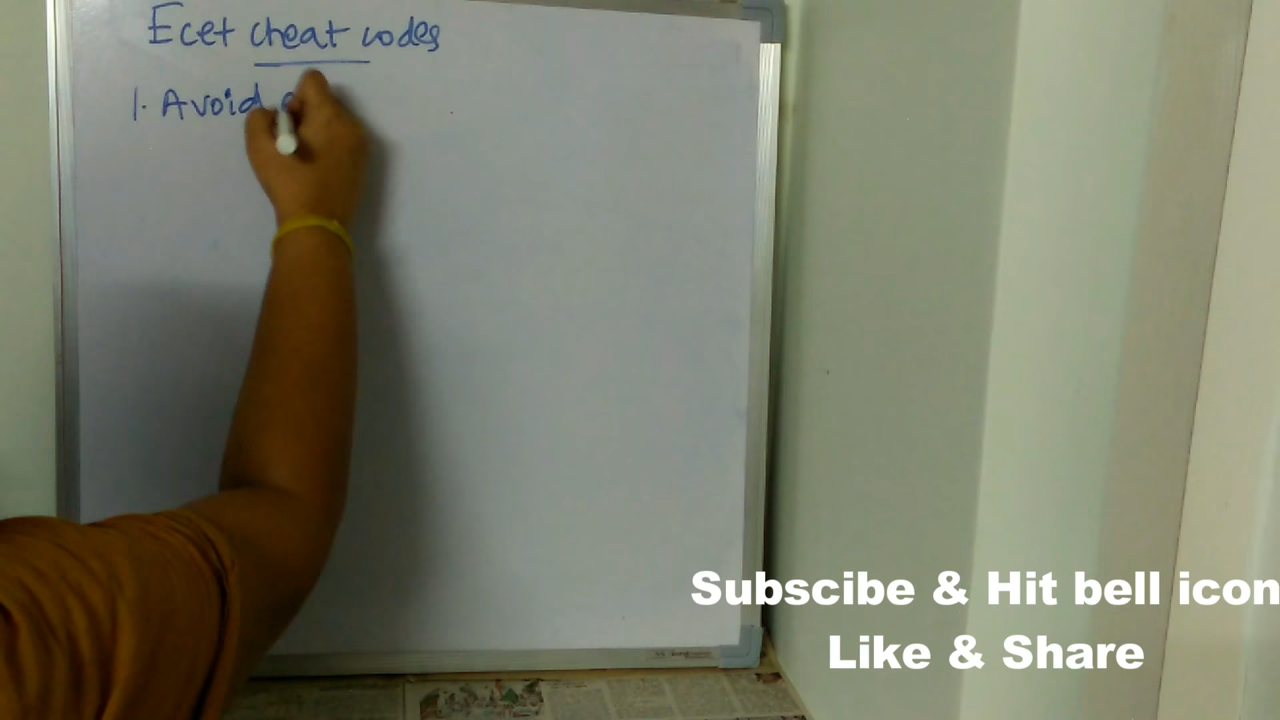 Ecet cheat codes
1. Avoid
Subscibe & Hit bell icon
Like & Share